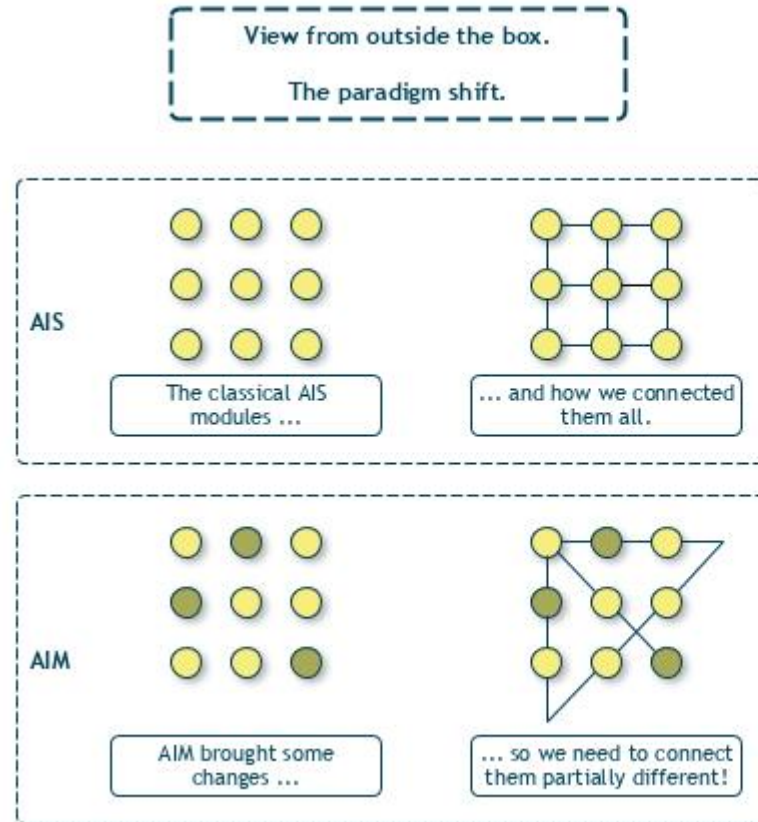 View from outside the box.
The paradigm shift.
AIS
The classical AIS
modules ...
... and how we connected
them all.
AIM
AIM brought some
changes ...
... so we need to connect
them partially different!